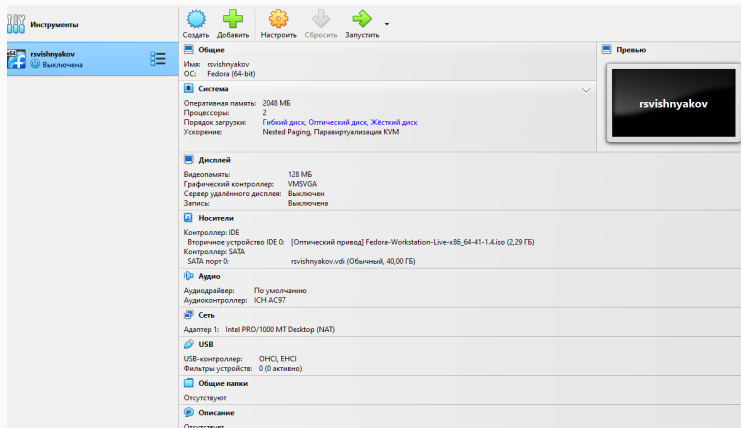 Инструменты
Создать Добавить Настроить Сбросить Запустить
rsvishnyakov
Выключена
Общие
Имя: rsvishnyakov
ОС: Fedora (64-bit)
Система
Оперативная память: 2048 МБ
Процессоры: 2
Порядок загрузки: Гибкий диск, Оптический диск, Жёсткий диск
Ускорение: Nested Paging, Паравиртуализация KVM
Превью
rsvishnyakov
Дисплей
Видеопамять: 128 МБ
Графический контроллер: VMSVGA
Сервер удалённого дисплея: Выключен
Запись: Выключена
Носители
Контроллер: IDE
Вторичное устройство IDE 0: [Оптический привод] Fedora-Workstation-Live-x86_64-41-1.4.iso (2,29 ГБ)
Контроллер: SATA
SATA порт 0: rsvishnyakov.vdi (Обычный, 40,00 ГБ)
Аудио
Аудиодрайвер: По умолчанию
Аудиоконтроллер: ICH AC97
Сеть
Адаптер 1: Intel PRO/1000 MT Desktop (NAT)
USB
USB-контроллер: OHCI, EHCI
Фильтры устройств: 0 (0 активно)
Общие папки
Отсутствуют
Описание
Отсутствует